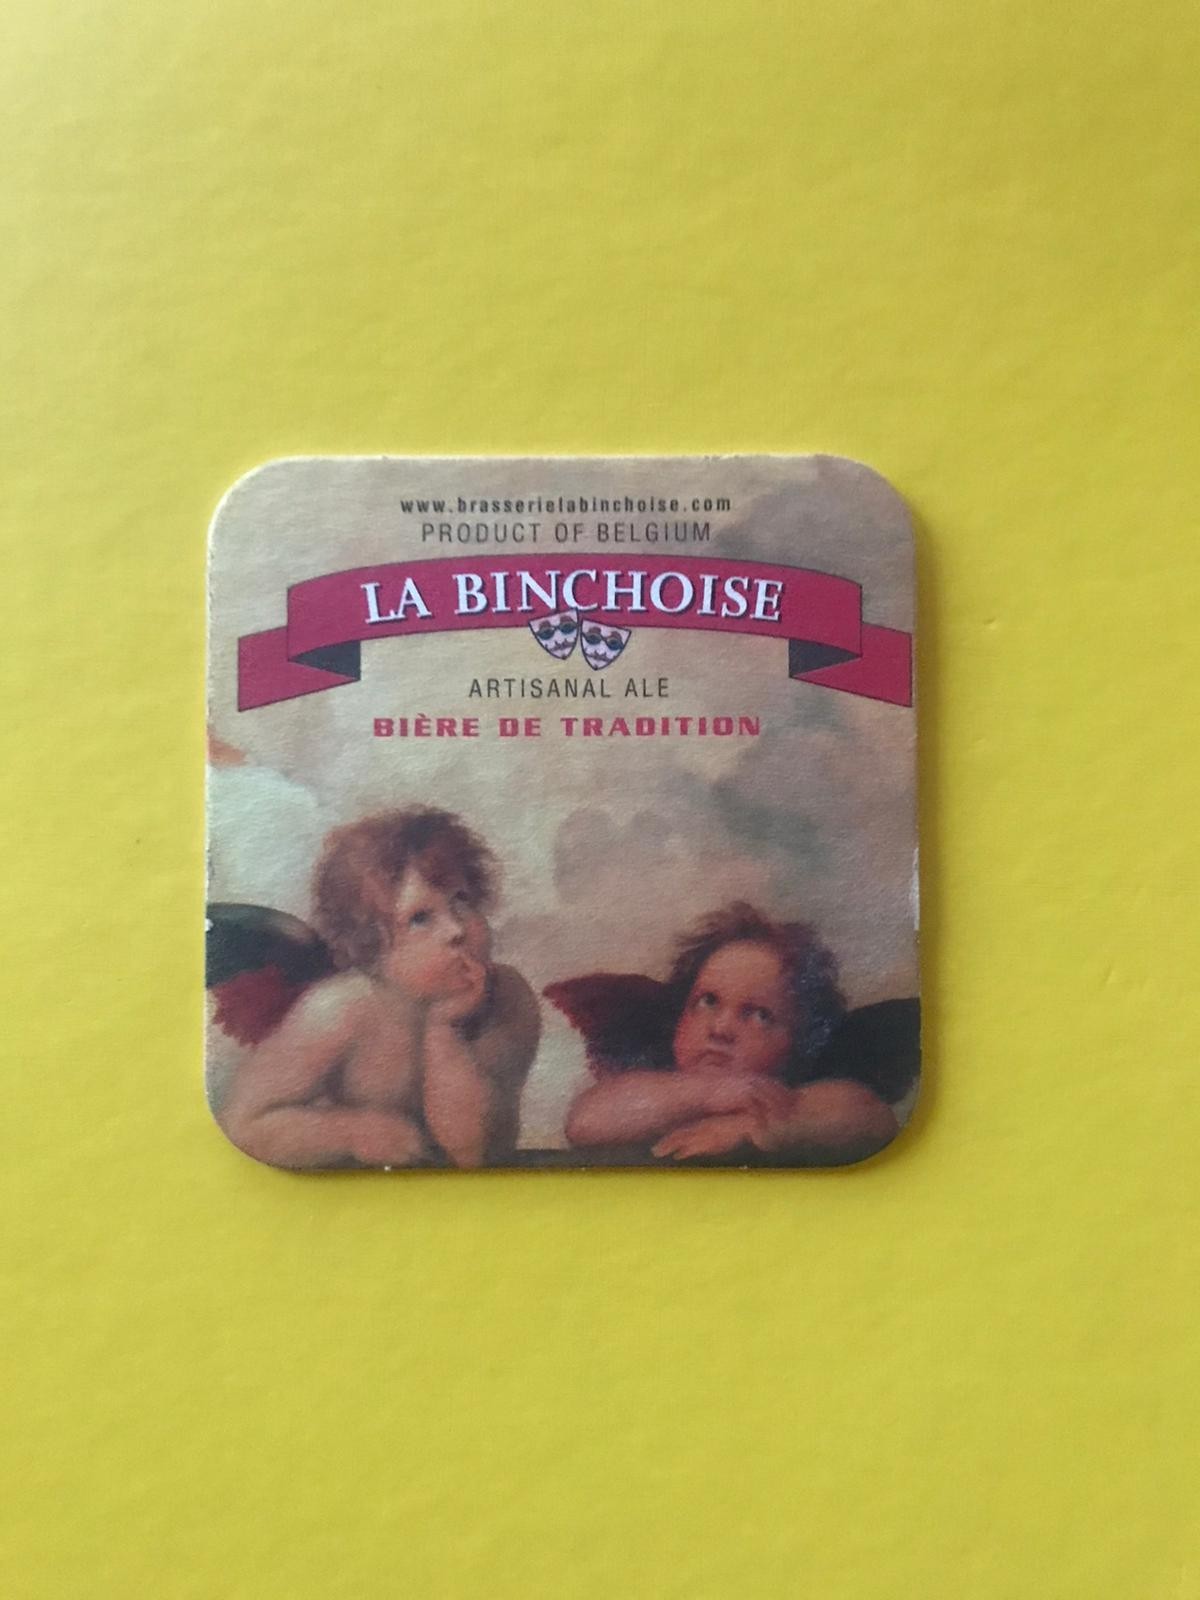 www.brasserielabinchoise.com
PRODUCT OF BELGIUM
LA BINCHOISE
ARTISANAL ALE
BIÈRE DE TRADITION